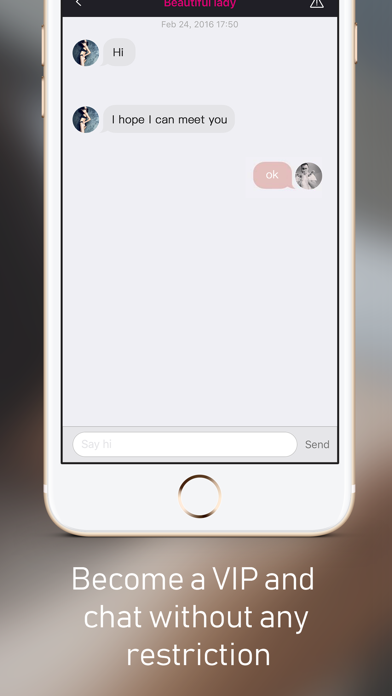 Beautiful lady
Feb 24, 2016 17:50
Hi
I hope I can meet you
ok
Say hi
Send
Become a VIP and
chat without any
restriction